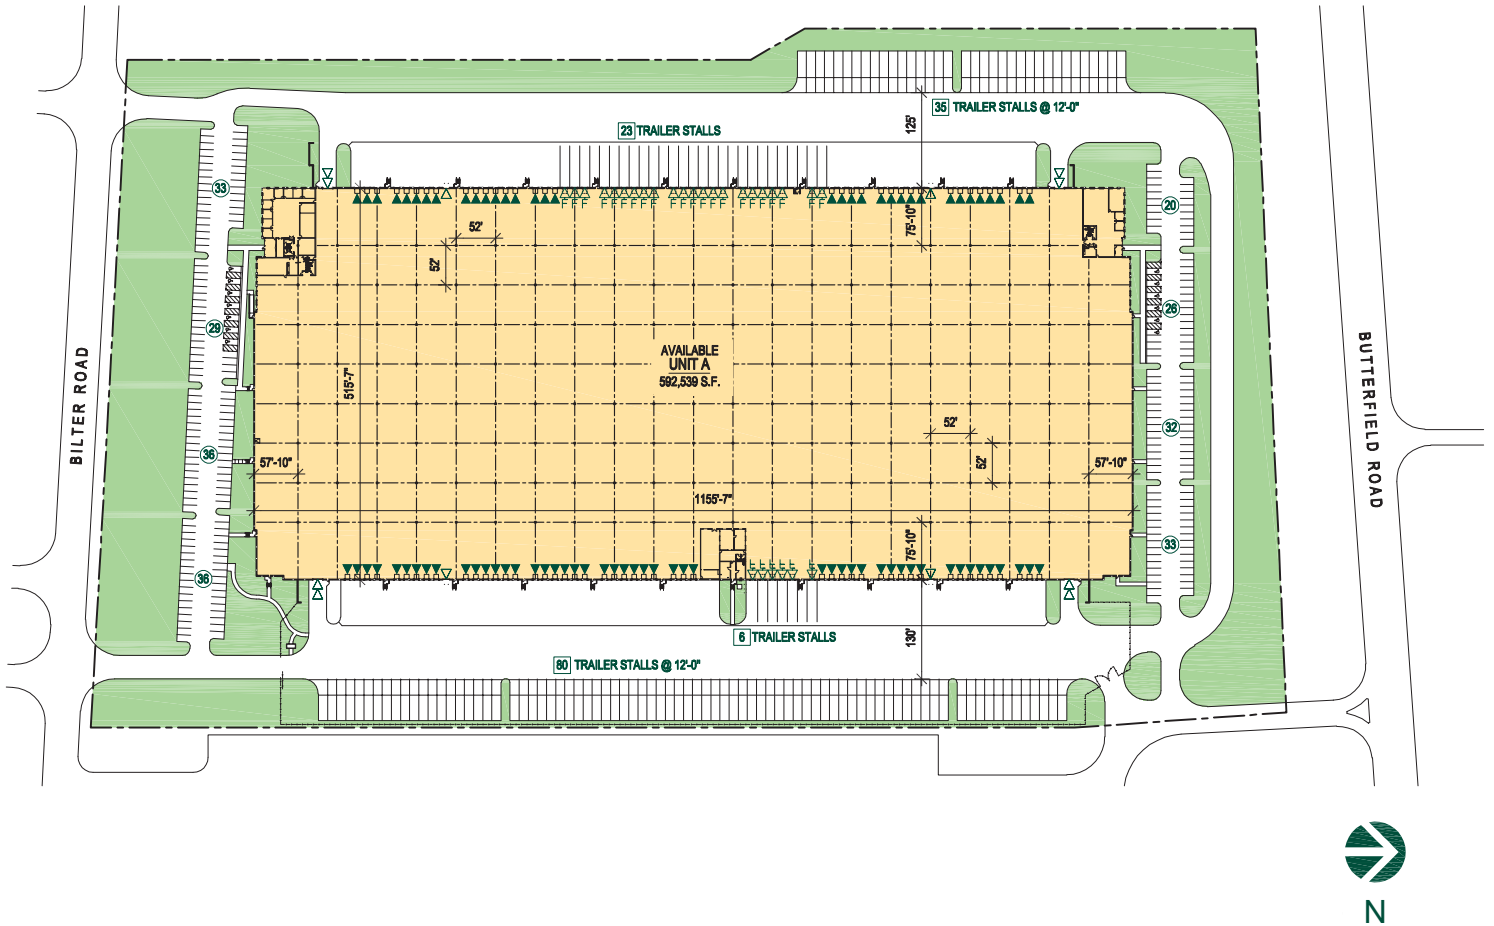 35 TRAILER STALLS @ 12'-0"
125'
23 TRAILER STALLS
33
20
52'
75'-10"
52'
29
26
AVAILABLE
UNIT A
592,539 S.F.
515'-7"
BILTER ROAD
BUTTERFIELD ROAD
36
32
52'
52'
57'-10"
57'-10"
1155'-7"
33
75'-10"
36
F F F F F F F F F F F F F F F F F
6 TRAILER STALLS
130'
80 TRAILER STALLS @ 12'-0"
N